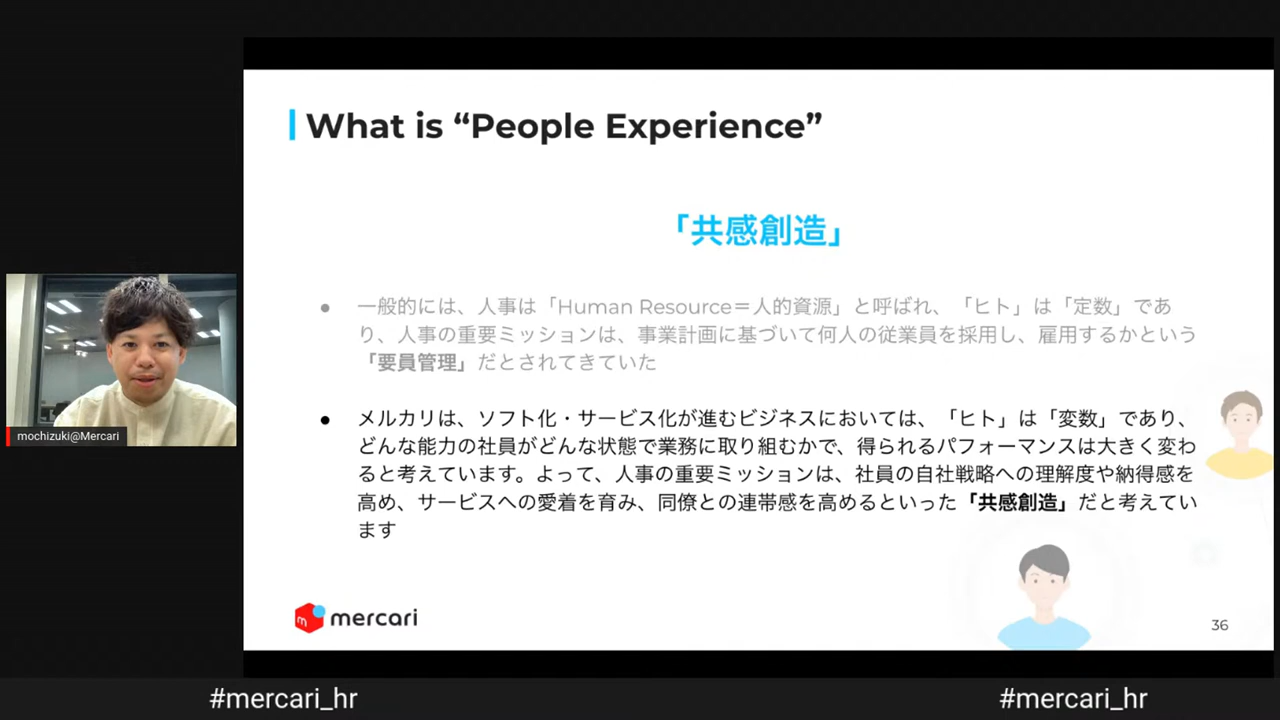 What is “People Experience”
「共感創造」
● 一般的には、人事は「Human Resource＝人的資源」と呼ばれ、「ヒト」は「定数」であ
り、人事の重要ミッションは、事業計画に基づいて何人の従業員を採用し、雇用するかという
「要員管理」だとされてきていた
● メルカリは、ソフト化・サービス化が進むビジネスにおいては、「ヒト」は「変数」であり、
どんな能力の社員がどんな状態で業務に取り組むかで、得られるパフォーマンスは大きく変わ
ると考えています。よって、人事の重要ミッションは、社員の自社戦略への理解度や納得感を
高め、サービスへの愛着を育み、同僚との連帯感を高めるといった「共感創造」だと考えてい
ます
mochizuki@Mercari
m mercari
36
#mercari_hr
#mercari_hr